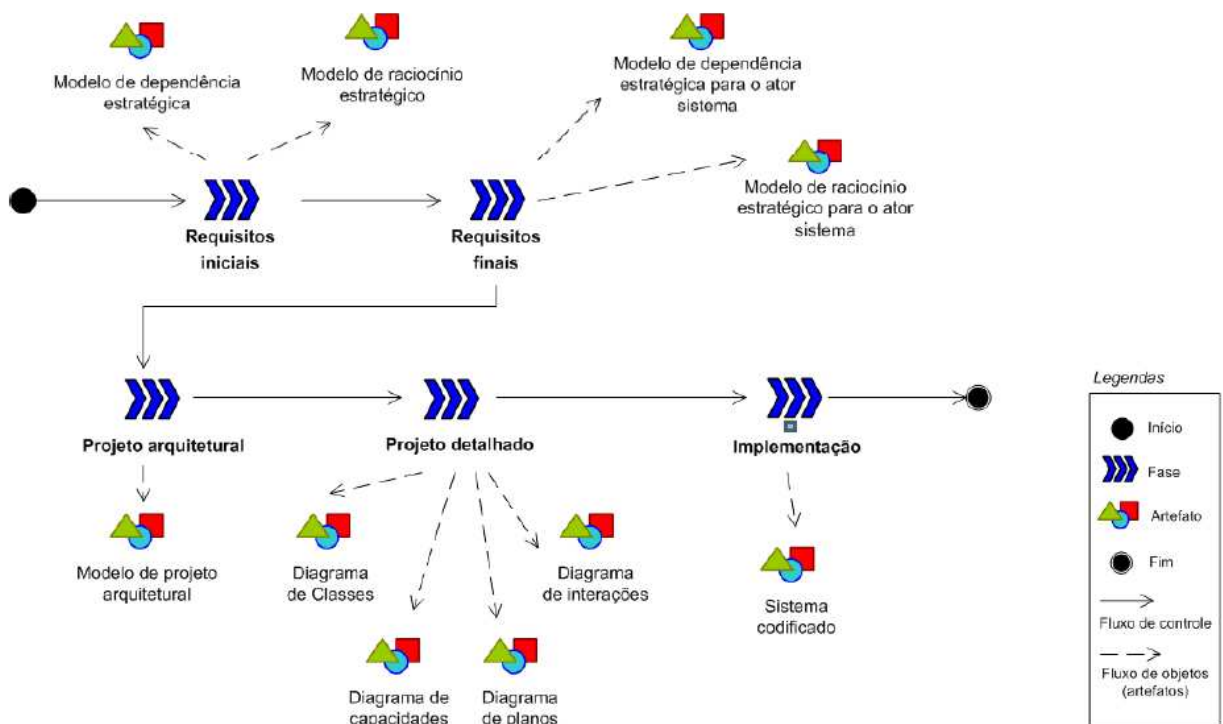 Modelo de dependência
estratégica
Modelo de raciocínio
estratégico
Modelo de dependência
estratégica para o ator
sistema
Modelo de raciocínio
estratégico para o ator
sistema
Requisitos
iniciais
Requisitos
finais
Projeto arquitetural
Projeto detalhado
Implementação
Modelo de projeto
arquitetural
Diagrama
de Classes
Diagrama
de interações
Sistema
codificado
Diagrama de
capacidades
Diagrama
de planos
Legendas
Início
Fase
Artefato
Fim
Fluxo de controle
Fluxo de objetos
(artefatos)